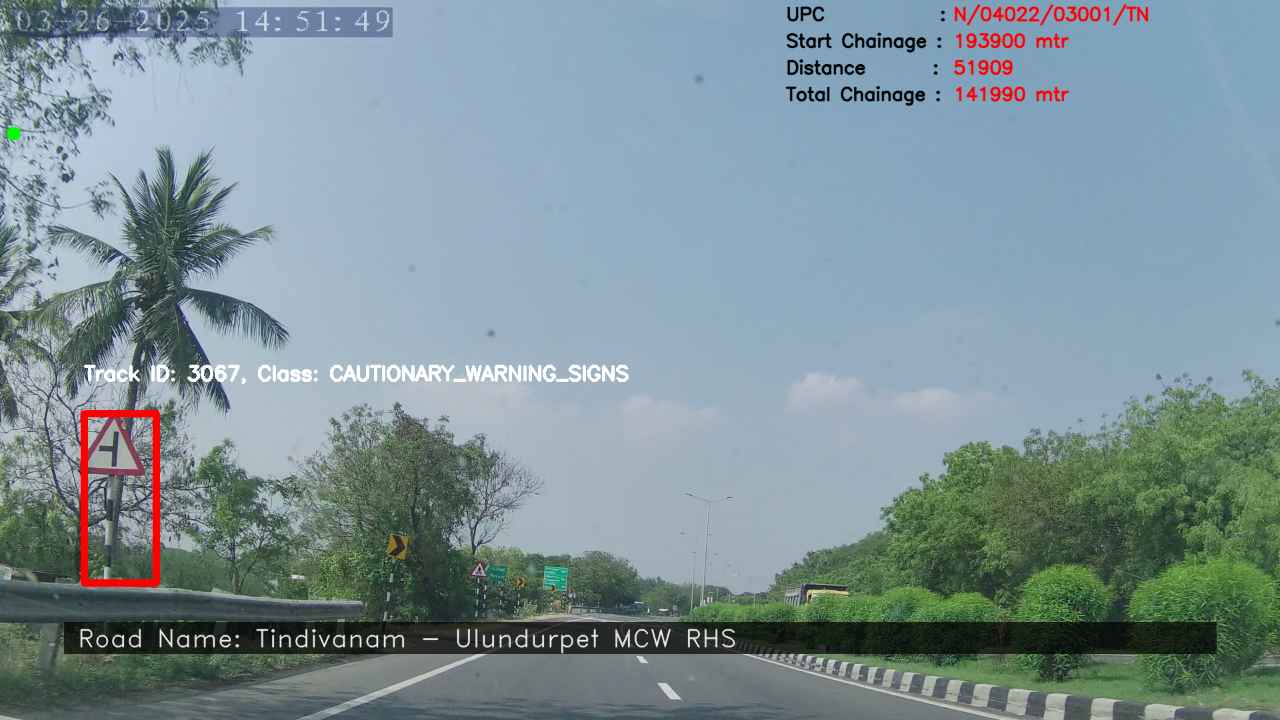 03-26-2025 14:51:49
UPC : N/04022/03001/TN
Start Chainage : 193900 mtr
Distance : 51909
Total Chainage : 141990 mtr
Track ID: 3067, Class: CAUTIONARY_WARNING_SIGNS
Road Name: Tindivanam - Ulundurpet MCW RHS